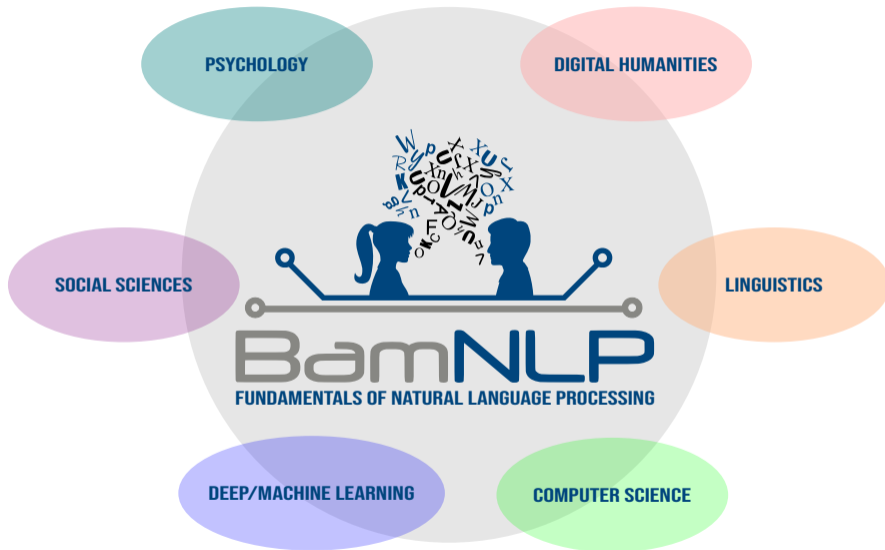 PSYCHOLOGY
DIGITAL HUMANITIES
SOCIAL SCIENCES
LINGUISTICS
BamNLP
FUNDAMENTALS OF NATURAL LANGUAGE PROCESSING
DEEP/MACHINE LEARNING
COMPUTER SCIENCE